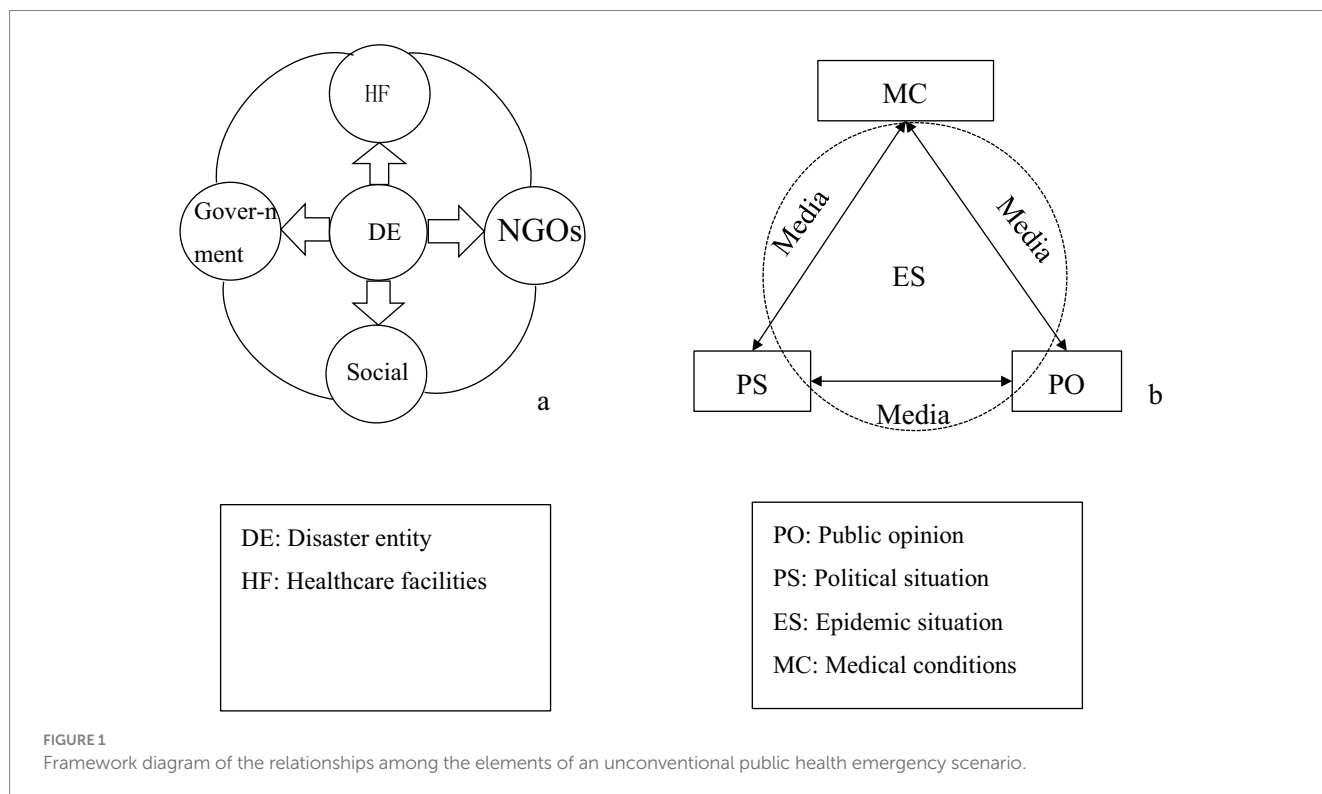 HF
Gover-n
ment
DE
NGOs
Social
a
MC
Media
Media
ES
PS
PO
Media
b
DE: Disaster entity
HF: Healthcare facilities
PO: Public opinion
PS: Political situation
ES: Epidemic situation
MC: Medical conditions
FIGURE 1
Framework diagram of the relationships among the elements of an unconventional public health emergency scenario.